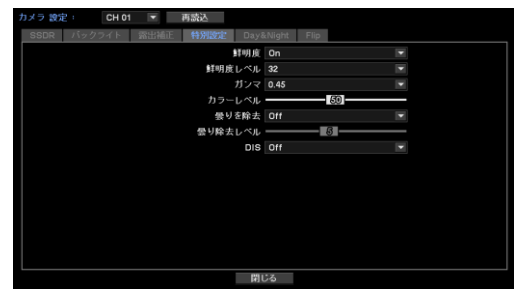 カメラ 設定 : CH 01 再読込
SSDR バックライト 露出補正 特別設定 Day&Night Flip
鮮明度 On
鮮明度レベル 32
ガンマ 0.45
カラーレベル 50
曇りを除去 Off
曇り除去レベル
DIS Off
閉じる